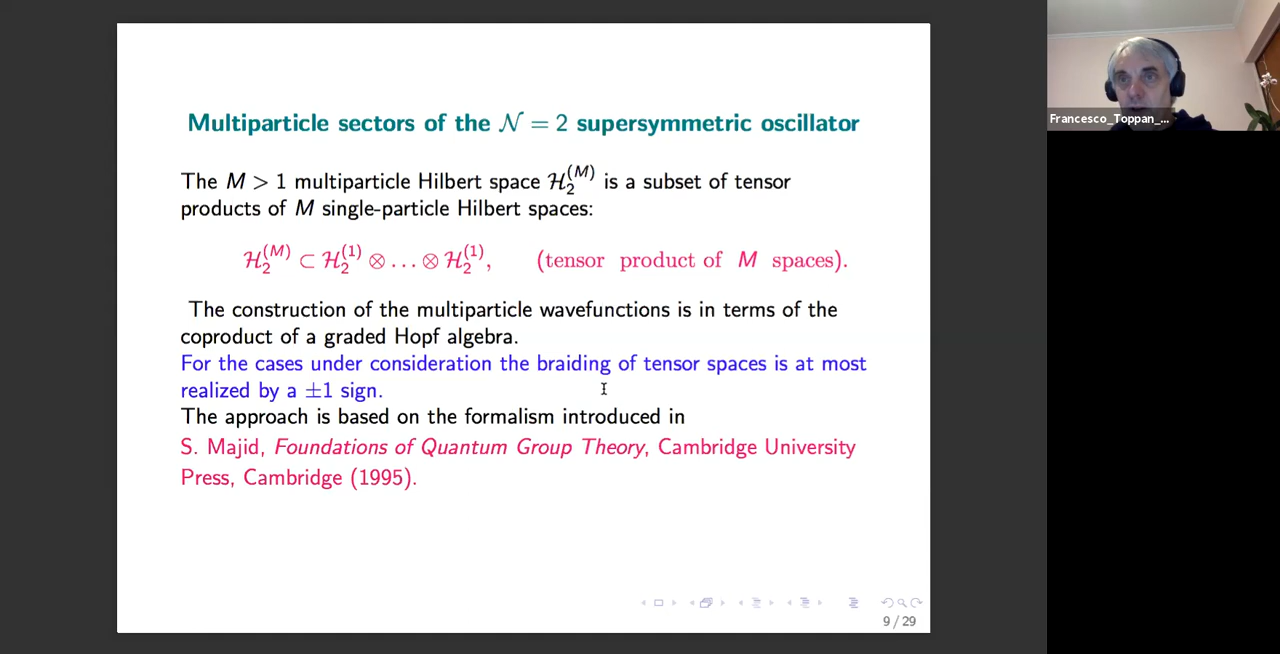 Multiparticle sectors of the 𝒩 = 2 supersymmetric oscillator
The M > 1 multiparticle Hilbert space ℋ₂⁽ᴹ⁾ is a subset of tensor
products of M single-particle Hilbert spaces:
ℋ₂⁽ᴹ⁾ ⊂ ℋ₂⁽¹⁾ ⊗ … ⊗ ℋ₂⁽¹⁾, (tensor product of M spaces).
The construction of the multiparticle wavefunctions is in terms of the
coproduct of a graded Hopf algebra.
For the cases under consideration the braiding of tensor spaces is at most
realized by a ±1 sign.
The approach is based on the formalism introduced in
S. Majid, Foundations of Quantum Group Theory, Cambridge University
Press, Cambridge (1995).
9 / 29
Francesco_Toppan_...